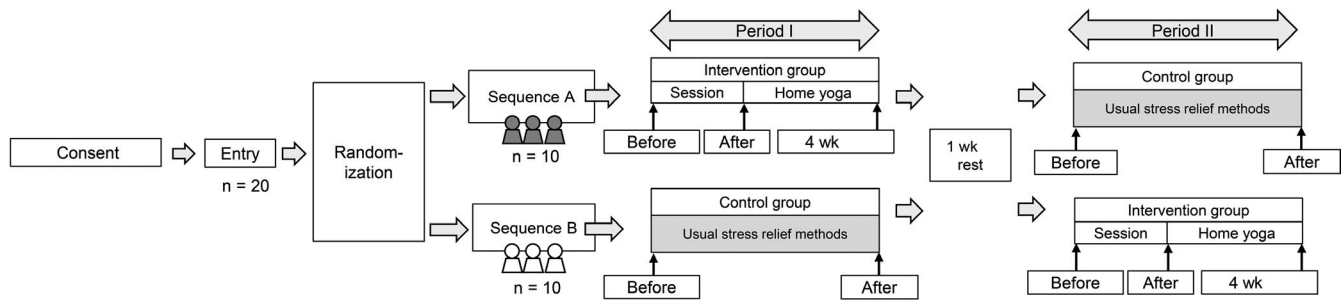 Period I
Period II
Consent
Entry
n = 20
Random-
ization
Sequence A
n = 10
Intervention group
Session
Home yoga
Before
After
4 wk
Sequence B
n = 10
Control group
Usual stress relief methods
Before
After
1 wk
rest
Control group
Usual stress relief methods
Before
After
Intervention group
Session
Home yoga
Before
After
4 wk